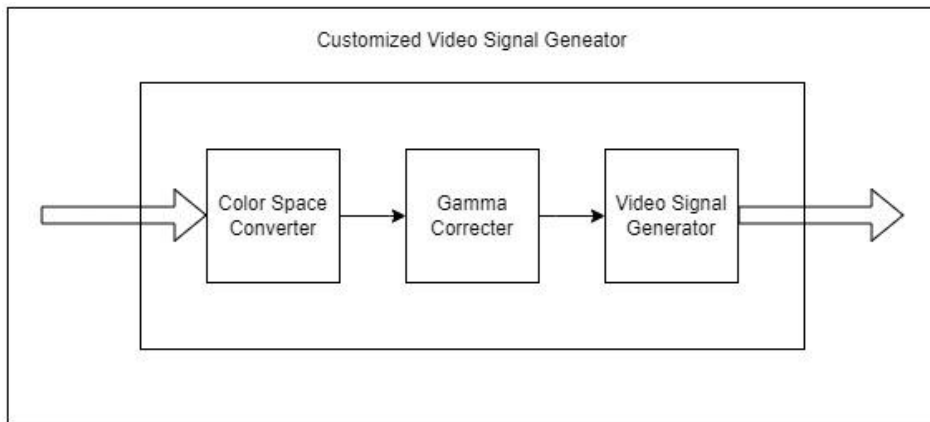 Customized Video Signal Geneator
Color Space
Converter
Gamma
Correcter
Video Signal
Generator